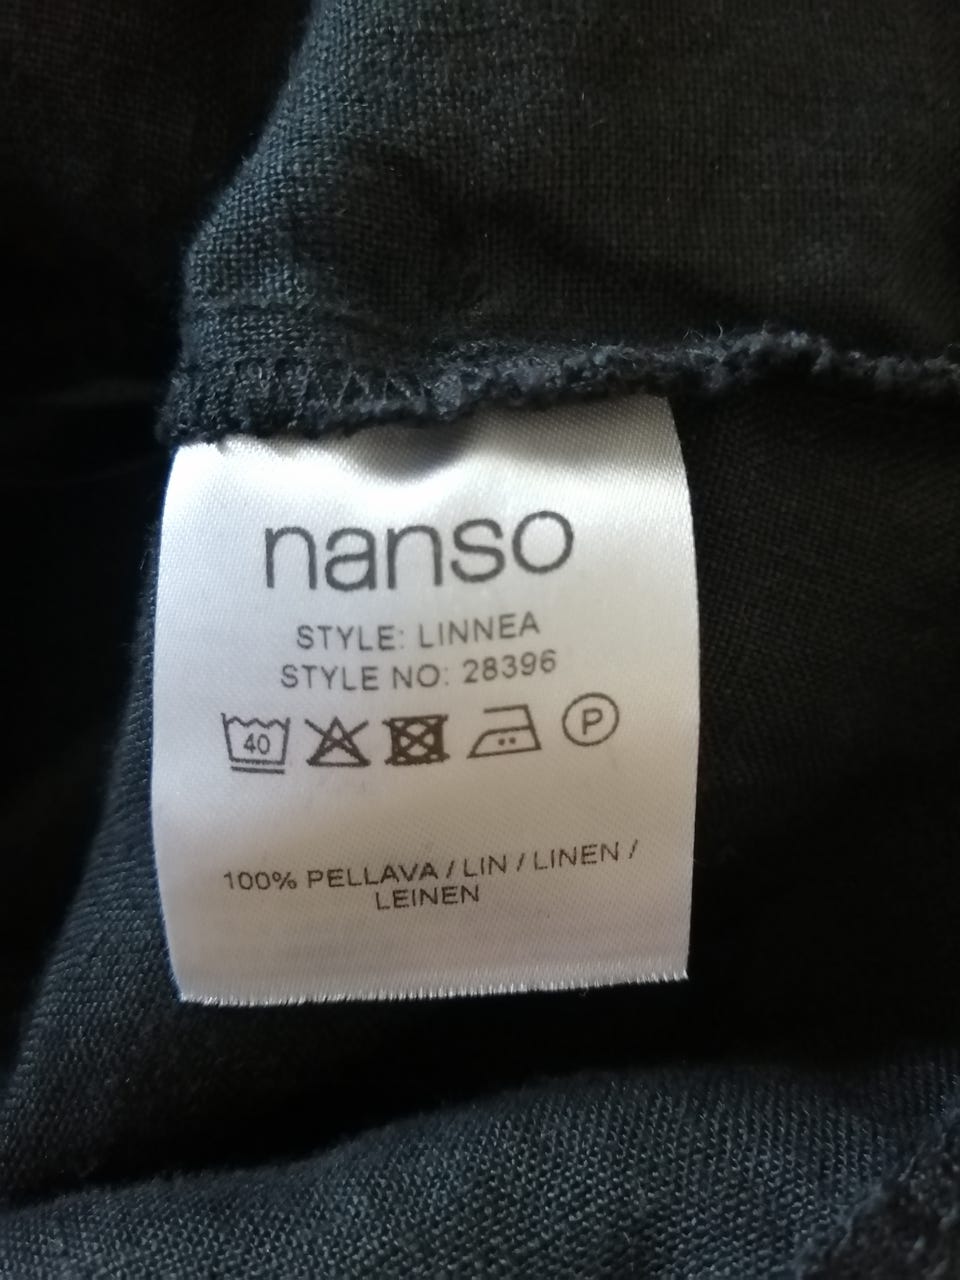 nanso
STYLE: LINNEA
STYLE NO: 28396
40 P
100% PELLAVA / LIN / LINEN /
LEINEN